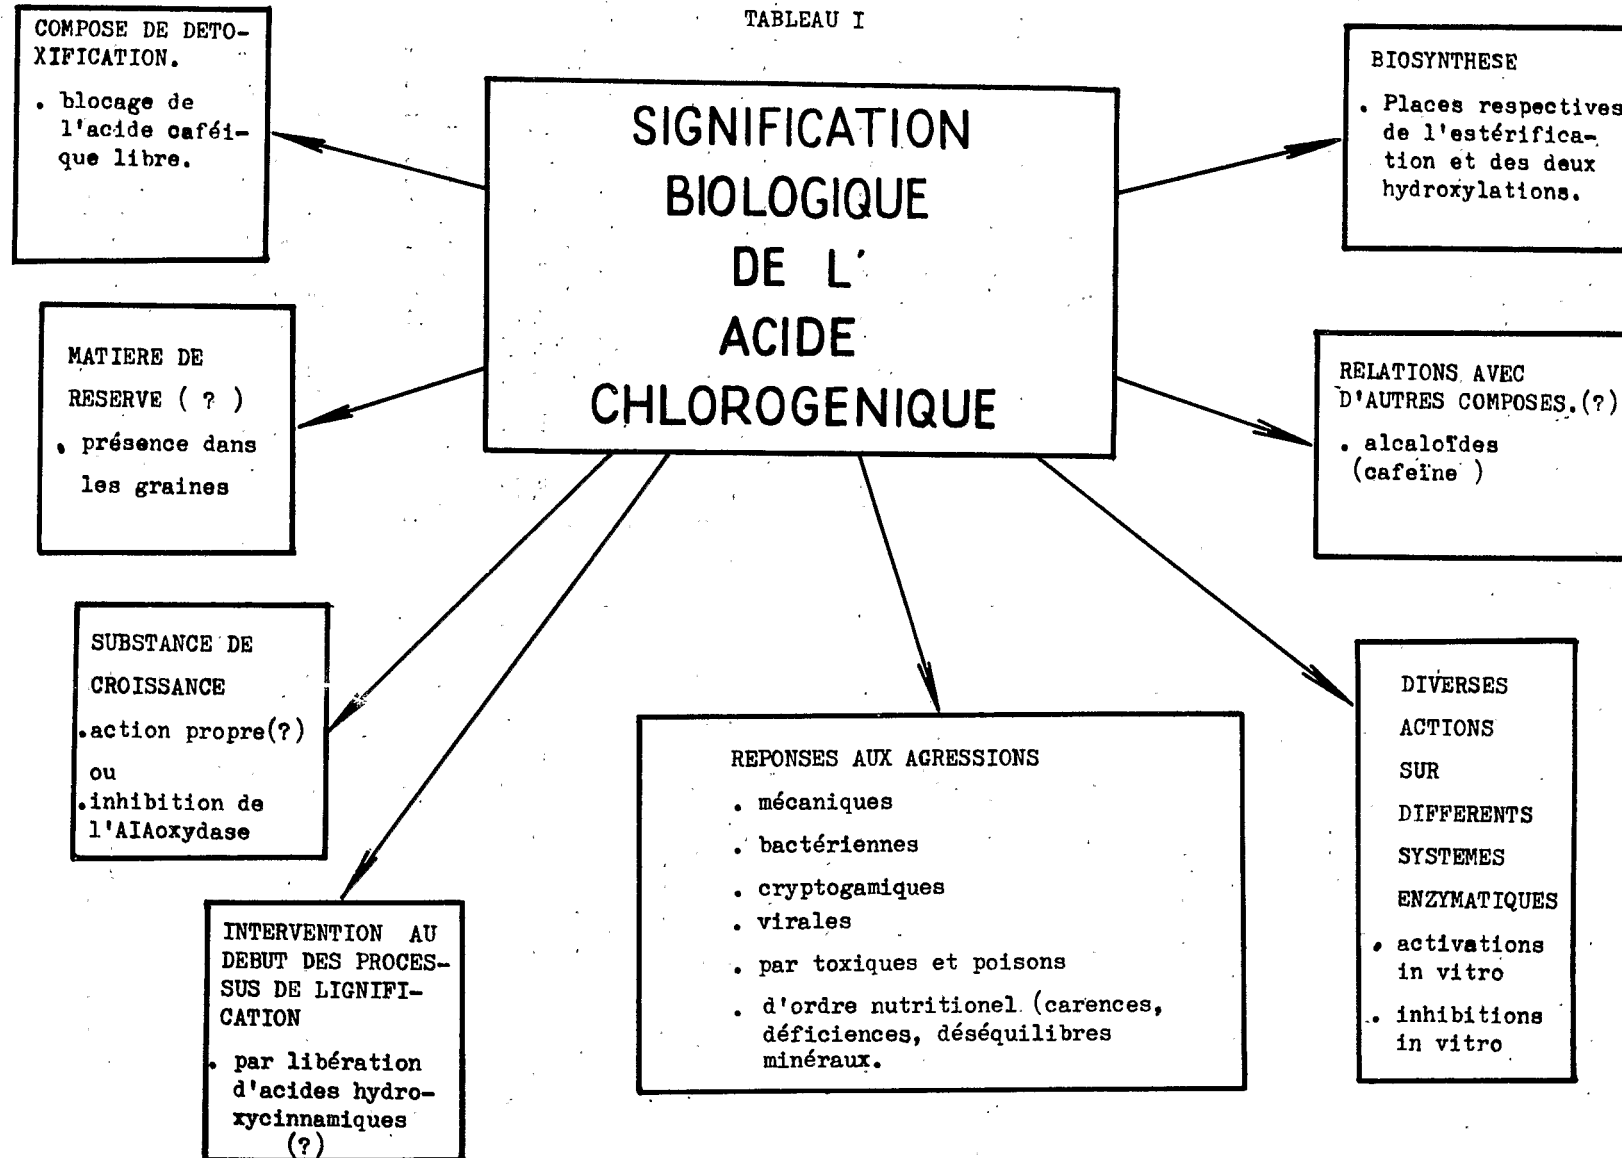 TABLEAU I
COMPOSE DE DETO-
XIFICATION.
. blocage de
l'acide caféi-
que libre.
SIGNIFICATION
BIOLOGIQUE
DE L'
ACIDE
CHLOROGENIQUE
BIOSYNTHESE
. Places respectives
de l'estérifica-
tion et des deux
hydroxylations.
MATIERE DE
RESERVE ( ? )
. présence dans
les graines
RELATIONS AVEC
D'AUTRES COMPOSES.(?)
. alcaloïdes
(cafeïne )
SUBSTANCE DE
CROISSANCE
.action propre(?)
ou
.inhibition de
l'AIAoxydase
INTERVENTION AU
DEBUT DES PROCES-
SUS DE LIGNIFI-
CATION
. par libération
d'acides hydro-
xycinnamiques
(?)
REPONSES AUX AGRESSIONS
. mécaniques
. bactériennes
. cryptogamiques
. virales
. par toxiques et poisons
. d'ordre nutritionel (carences,
déficiences, déséquilibres
minéraux.
DIVERSES
ACTIONS
SUR
DIFFERENTS
SYSTEMES
ENZYMATIQUES
. activations
in vitro
. inhibitions
in vitro